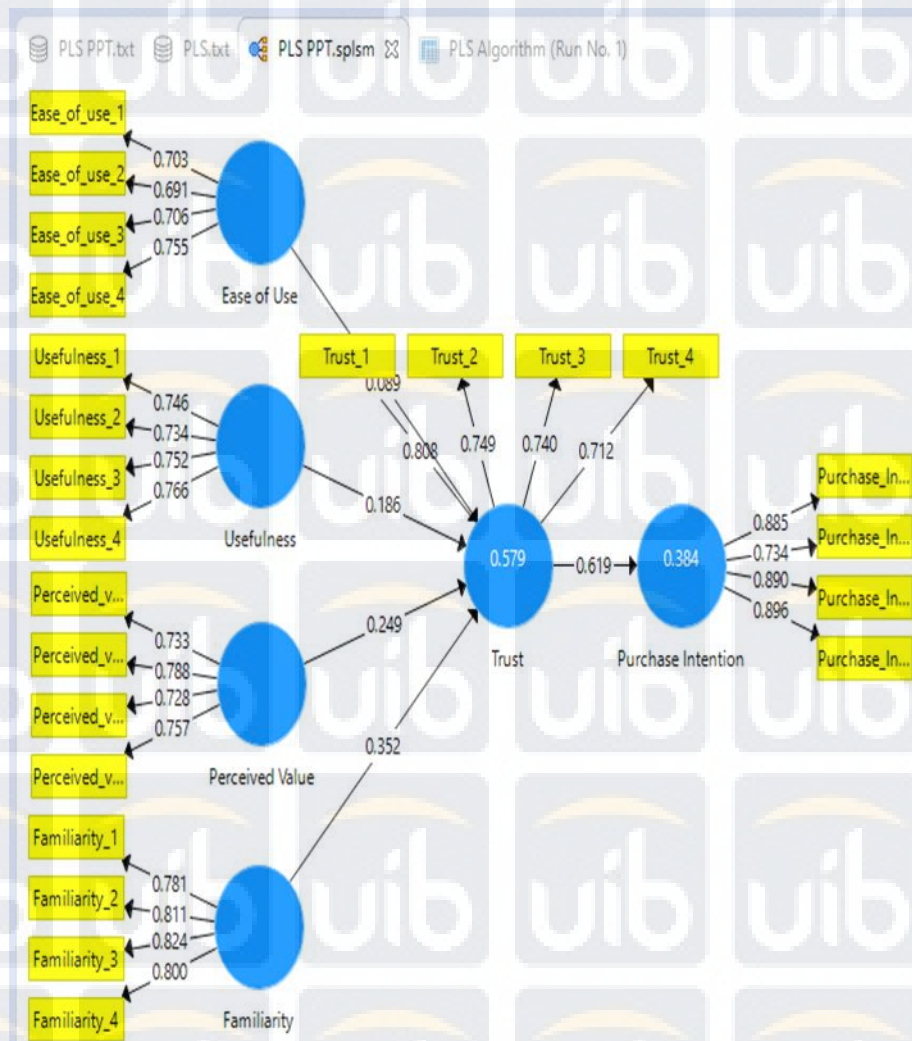 PLS PPT.txt PLS.txt PLS PPT.splsm PLS Algorithm (Run No. 1)
Ease_of_use_1
0.703
Ease_of_use_2
0.691
Ease_of_use_3
0.706
Ease_of_use_4
0.755
Ease of Use
Usefulness_1
0.746
Usefulness_2
0.734
Usefulness_3
0.752
Usefulness_4
0.766
Usefulness
Perceived_v...
0.733
Perceived_v...
0.788
Perceived_v...
0.728
Perceived_v...
0.757
Perceived Value
Familiarity_1
0.781
Familiarity_2
0.811
Familiarity_3
0.824
Familiarity_4
0.800
Familiarity
0.089
0.186
0.249
0.352
Trust_1 Trust_2 Trust_3 Trust_4
0.808 0.749 0.740 0.712
0.579
Trust
0.619
0.384
Purchase Intention
Purchase_In...
0.885
Purchase_In...
0.734
Purchase_In...
0.890
Purchase_In...
0.896
uib